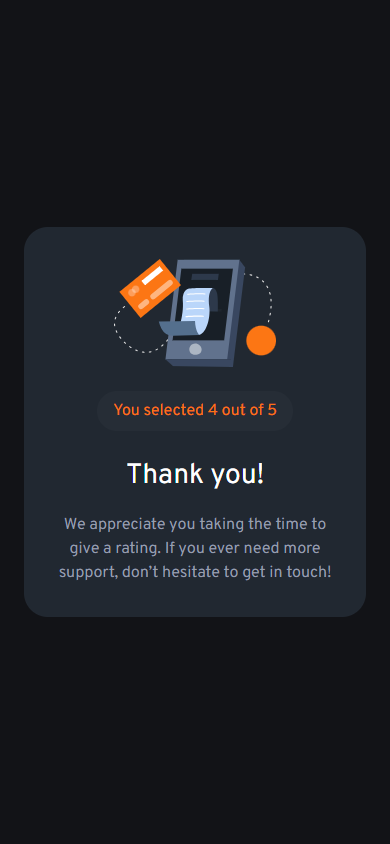 You selected 4 out of 5
Thank you!
We appreciate you taking the time to
give a rating. If you ever need more
support, don’t hesitate to get in touch!